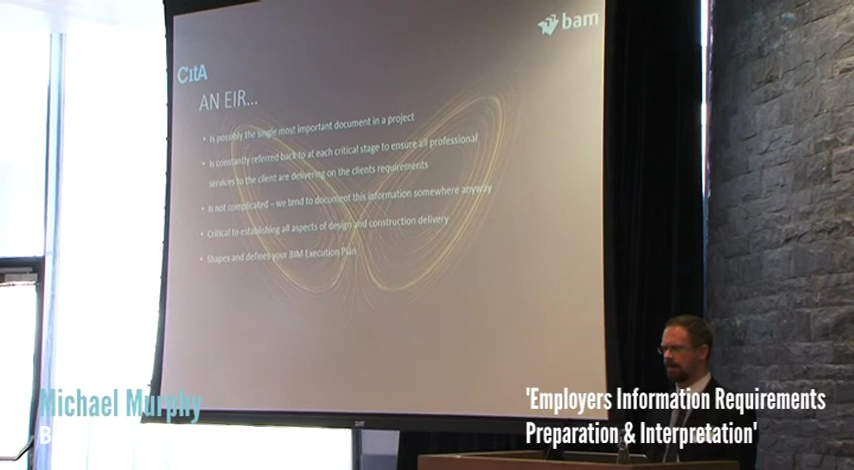 bam
CitA
AN EIR...
• Is possibly the single most important document in a project
• Is constantly referred back to at each critical stage to ensure all professional
services to the client are delivering on the clients requirements
• Is not complicated – we tend to document this information somewhere anyway
• Critical to establishing all aspects of design and construction delivery
• Shapes and defines your BIM Execution Plan
Michael Murphy
B
'Employers Information Requirements
Preparation & Interpretation'